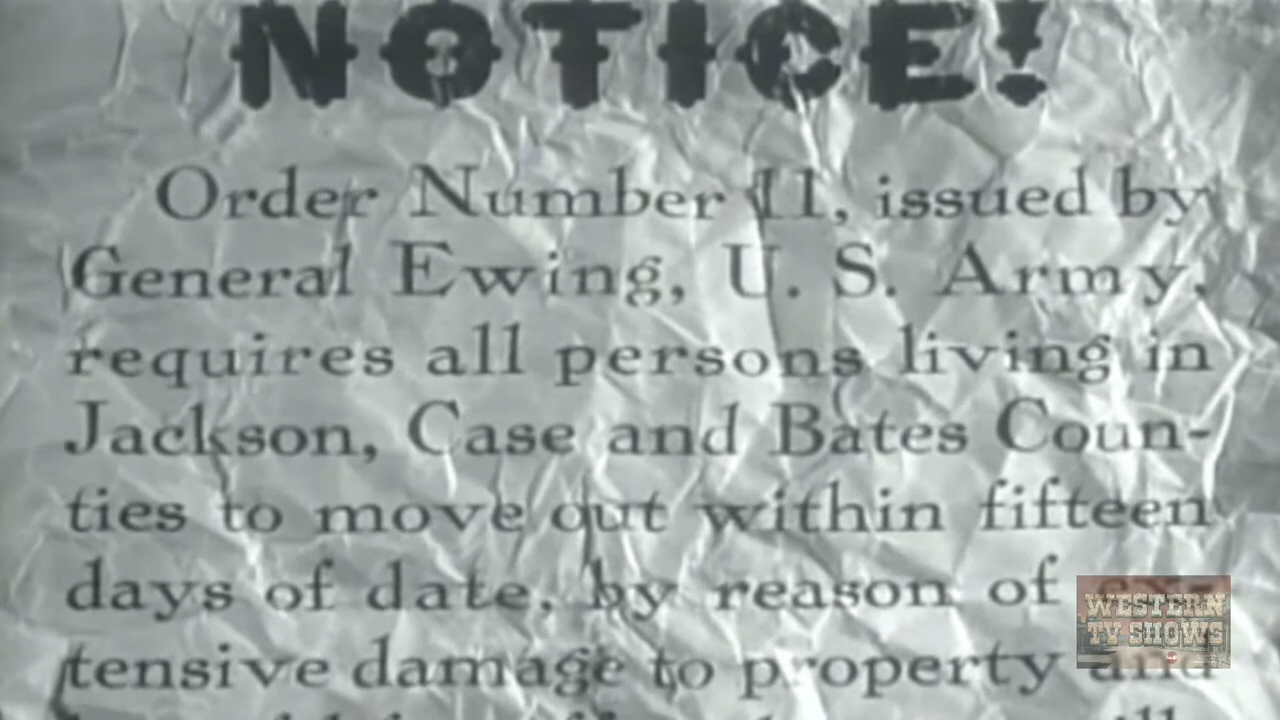 NOTICE!
Order Number 11, issued by
General Ewing, U. S. Army,
requires all persons living in
Jackson, Case and Bates Coun-
ties to move out within fifteen
days of date, by reason of ex-
tensive damage to property and
WESTERN
TV SHOWS